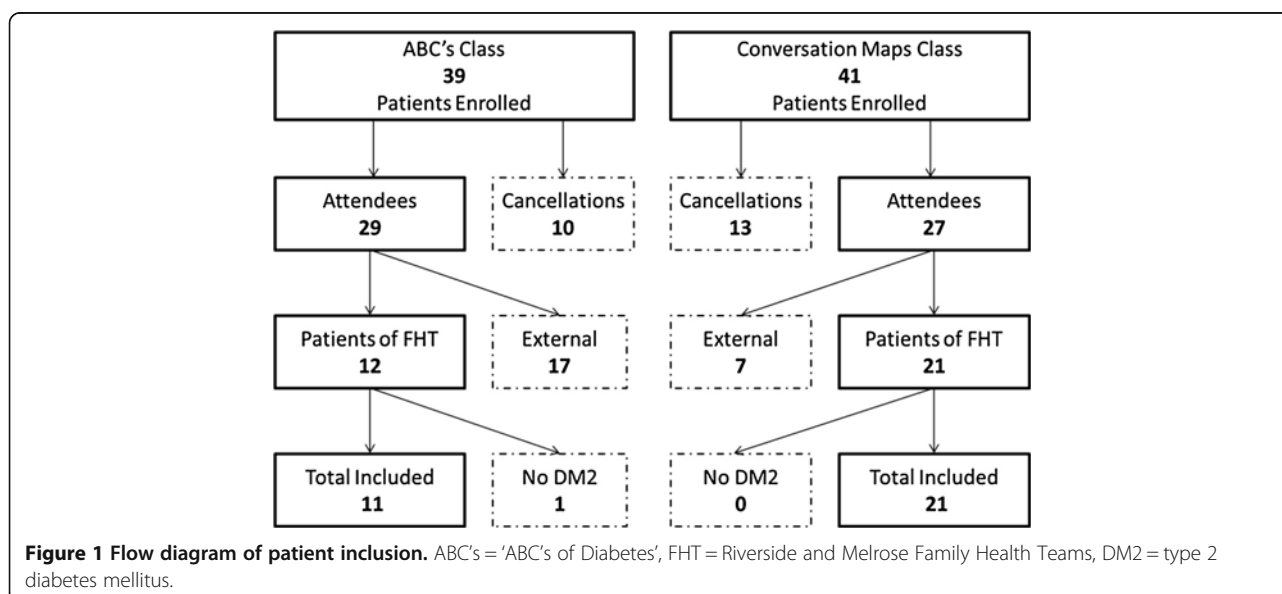 ABC's Class
39
Patients Enrolled
Conversation Maps Class
41
Patients Enrolled
Attendees
29
Cancellations
10
Cancellations
13
Attendees
27
Patients of FHT
12
External
17
External
7
Patients of FHT
21
Total Included
11
No DM2
1
No DM2
0
Total Included
21
Figure 1 Flow diagram of patient inclusion. ABC's = 'ABC's of Diabetes', FHT = Riverside and Melrose Family Health Teams, DM2 = type 2
diabetes mellitus.